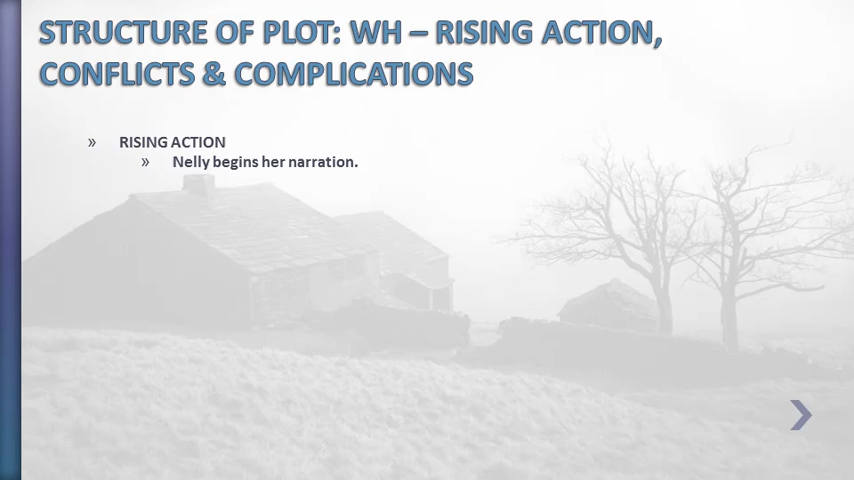 STRUCTURE OF PLOT: WH – RISING ACTION,
CONFLICTS & COMPLICATIONS
» RISING ACTION
» Nelly begins her narration.